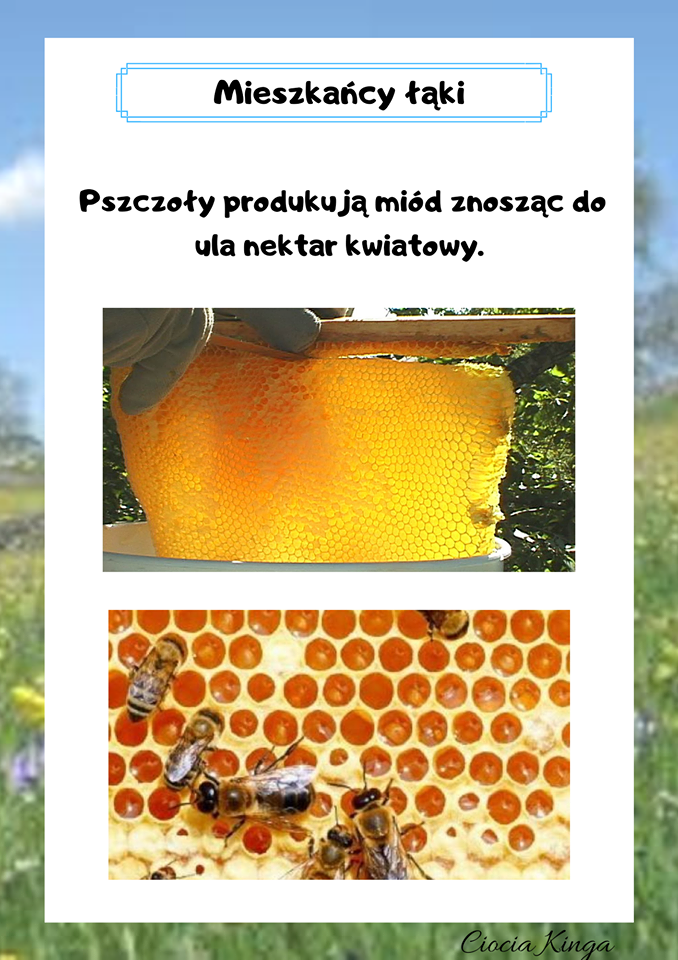 Mieszkańcy łąki
Pszczoły produkują miód znosząc do
ula nektar kwiatowy.
Ciocia Kinga